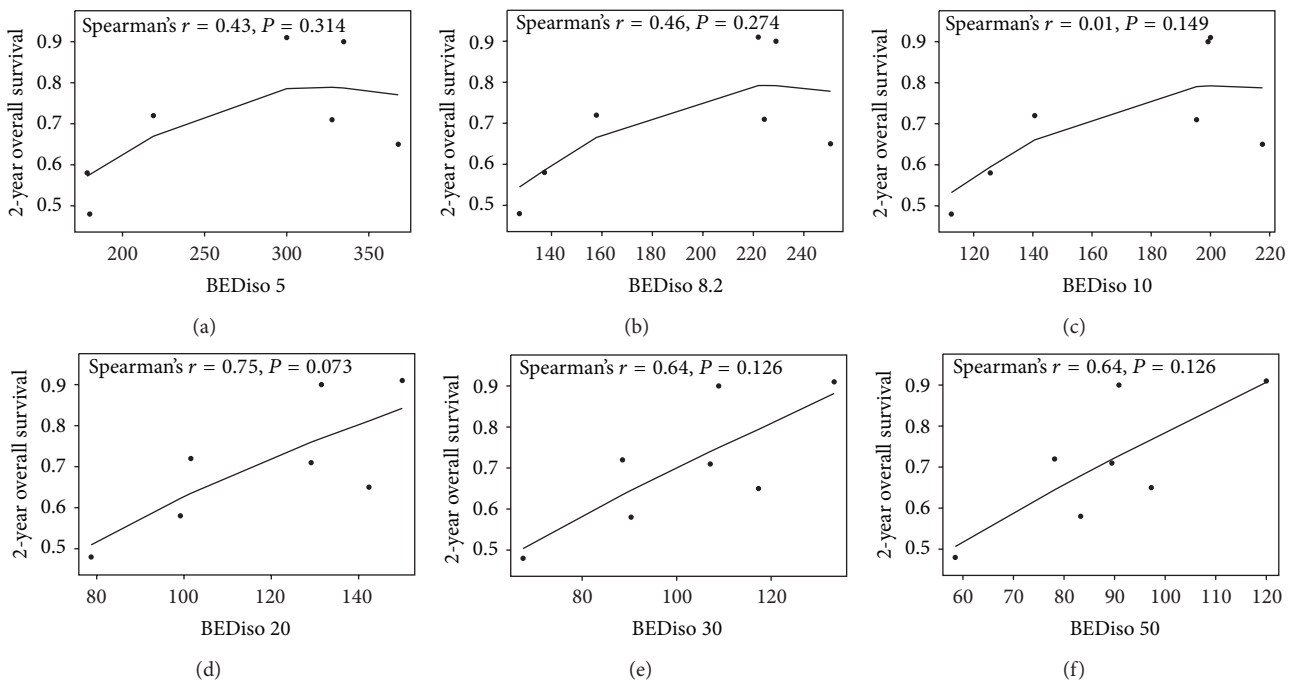 Spearman's r = 0.43, P = 0.314
2-year overall survival
0.9
0.8
0.7
0.6
0.5
200 250 300 350
BEDiso 5
(a)
Spearman's r = 0.46, P = 0.274
2-year overall survival
0.9
0.8
0.7
0.6
0.5
140 160 180 200 220 240
BEDiso 8.2
(b)
Spearman's r = 0.01, P = 0.149
2-year overall survival
0.9
0.8
0.7
0.6
0.5
120 140 160 180 200 220
BEDiso 10
(c)
Spearman's r = 0.75, P = 0.073
2-year overall survival
0.9
0.8
0.7
0.6
0.5
80 100 120 140
BEDiso 20
(d)
Spearman's r = 0.64, P = 0.126
2-year overall survival
0.9
0.8
0.7
0.6
0.5
80 100 120
BEDiso 30
(e)
Spearman's r = 0.64, P = 0.126
2-year overall survival
0.9
0.8
0.7
0.6
0.5
60 70 80 90 100 110 120
BEDiso 50
(f)